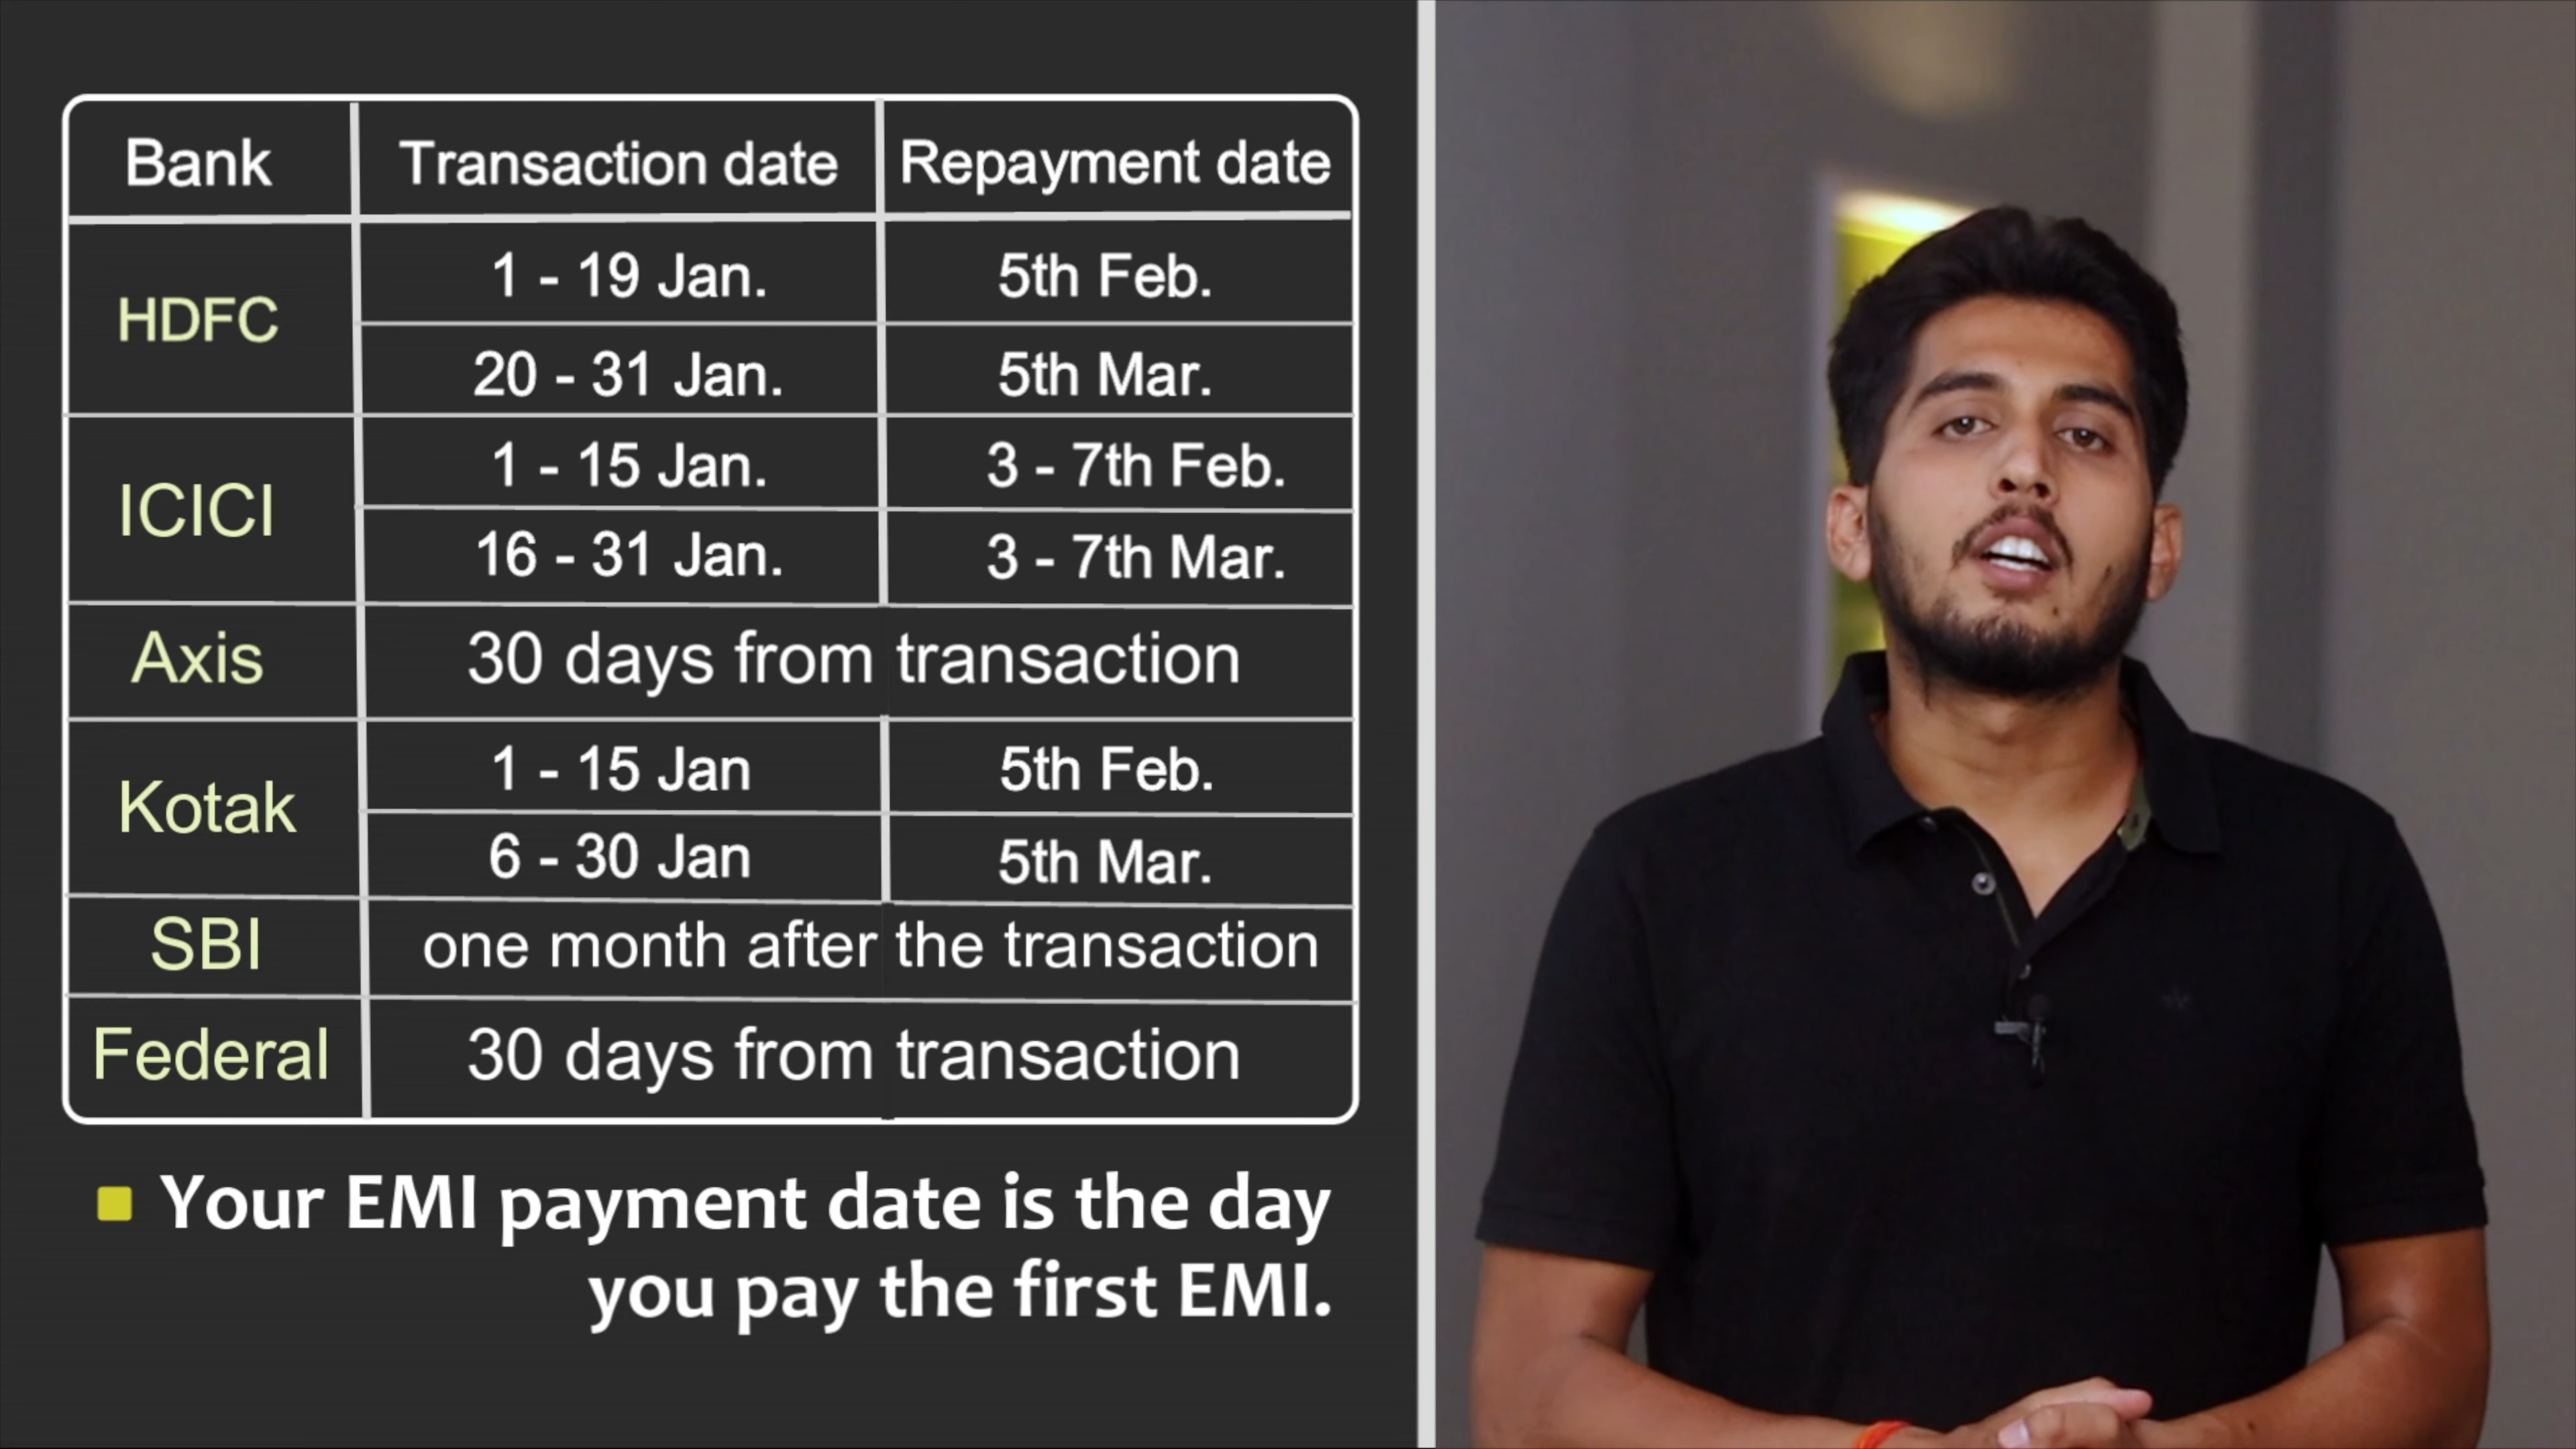 Bank Transaction date Repayment date
HDFC
1 - 19 Jan. 5th Feb.
20 - 31 Jan. 5th Mar.
ICICI
1 - 15 Jan. 3 - 7th Feb.
16 - 31 Jan. 3 - 7th Mar.
Axis 30 days from transaction
Kotak
1 - 15 Jan 5th Feb.
6 - 30 Jan 5th Mar.
SBI one month after the transaction
Federal 30 days from transaction
Your EMI payment date is the day
you pay the first EMI.